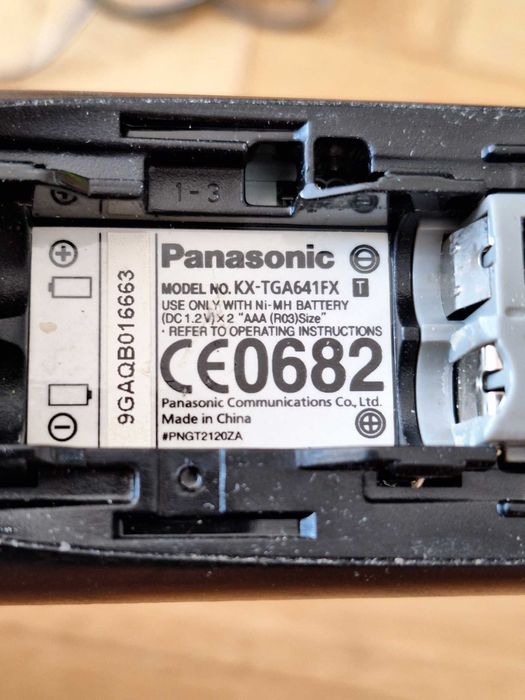 1-3
Panasonic
MODEL NO. KX-TGA641FX T
USE ONLY WITH Ni-MH BATTERY
(DC 1.2V)×2 "AAA (R03)Size"
· REFER TO OPERATING INSTRUCTIONS
CE0682
Panasonic Communications Co., Ltd.
Made in China
#PNGT2120ZA
9GAQB016663